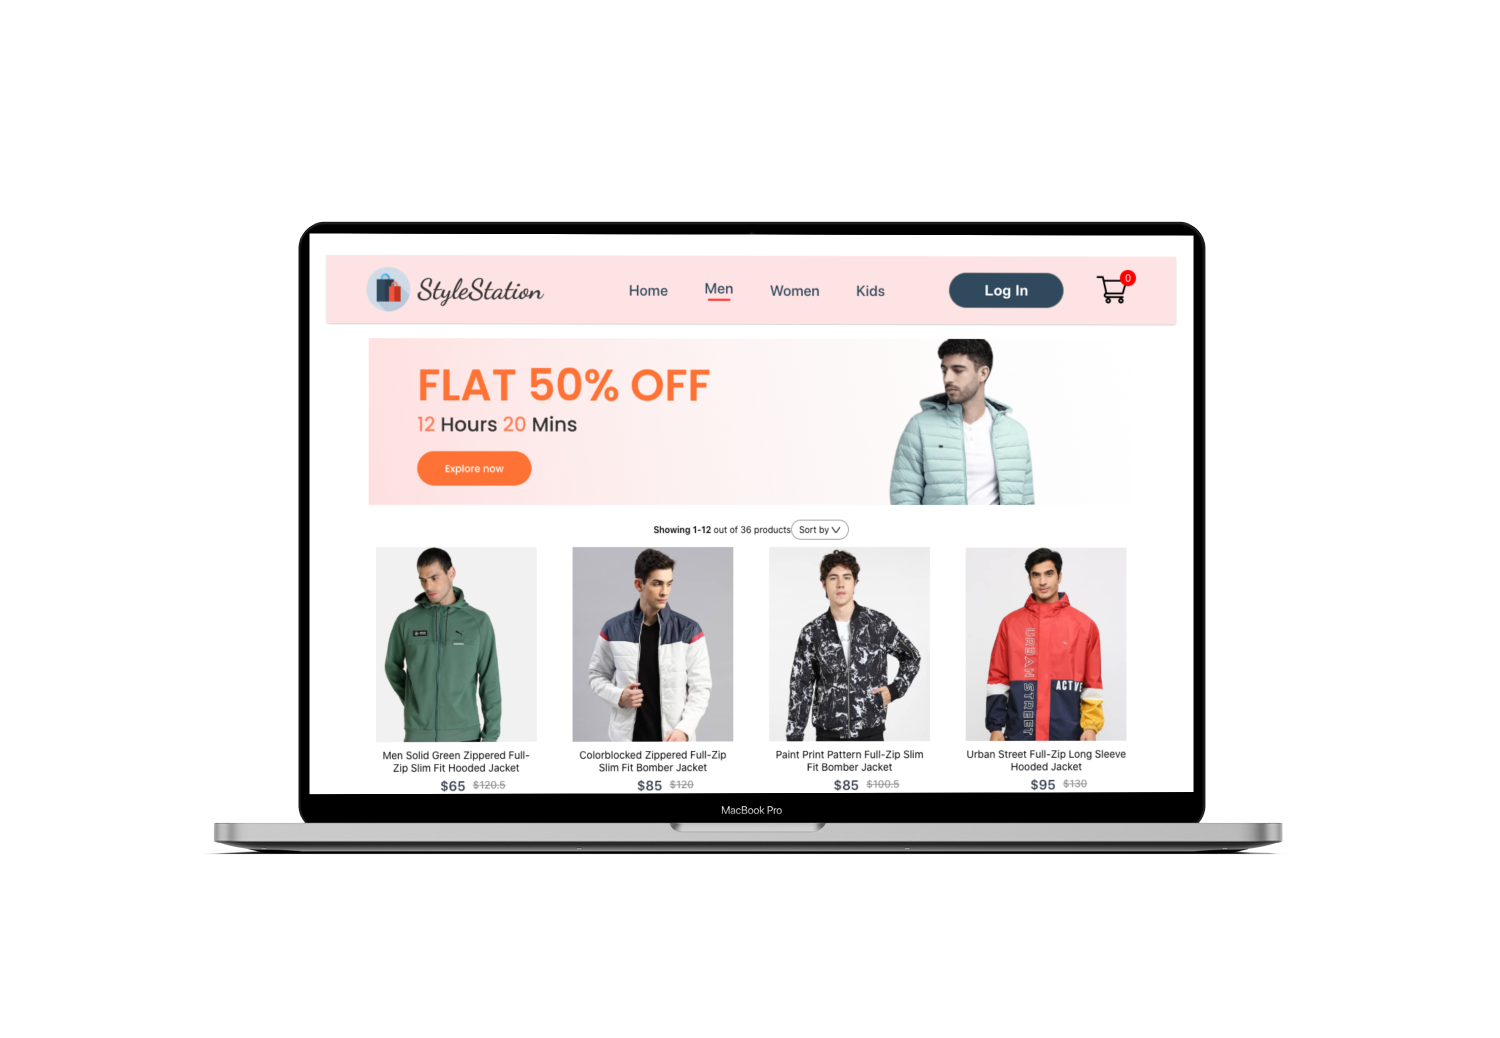 StyleStation
Home
Men
Women
Kids
Log In
0
FLAT 50% OFF
12 Hours 20 Mins
Explore now
Showing 1-12 out of 36 products
Sort by
URBAN STREET
ACTVE
Men Solid Green Zippered Full-
Zip Slim Fit Hooded Jacket
$65 $120.5
Colorblocked Zippered Full-Zip
Slim Fit Bomber Jacket
$85 $120
Paint Print Pattern Full-Zip Slim
Fit Bomber Jacket
$85 $100.5
Urban Street Full-Zip Long Sleeve
Hooded Jacket
$95 $130
MacBook Pro